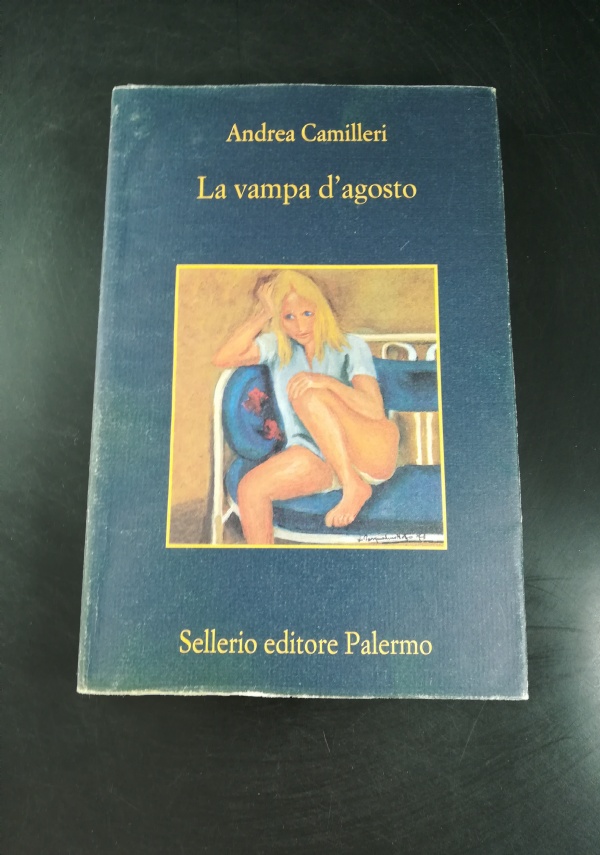 Andrea Camilleri
La vampa d'agosto
Sellerio editore Palermo